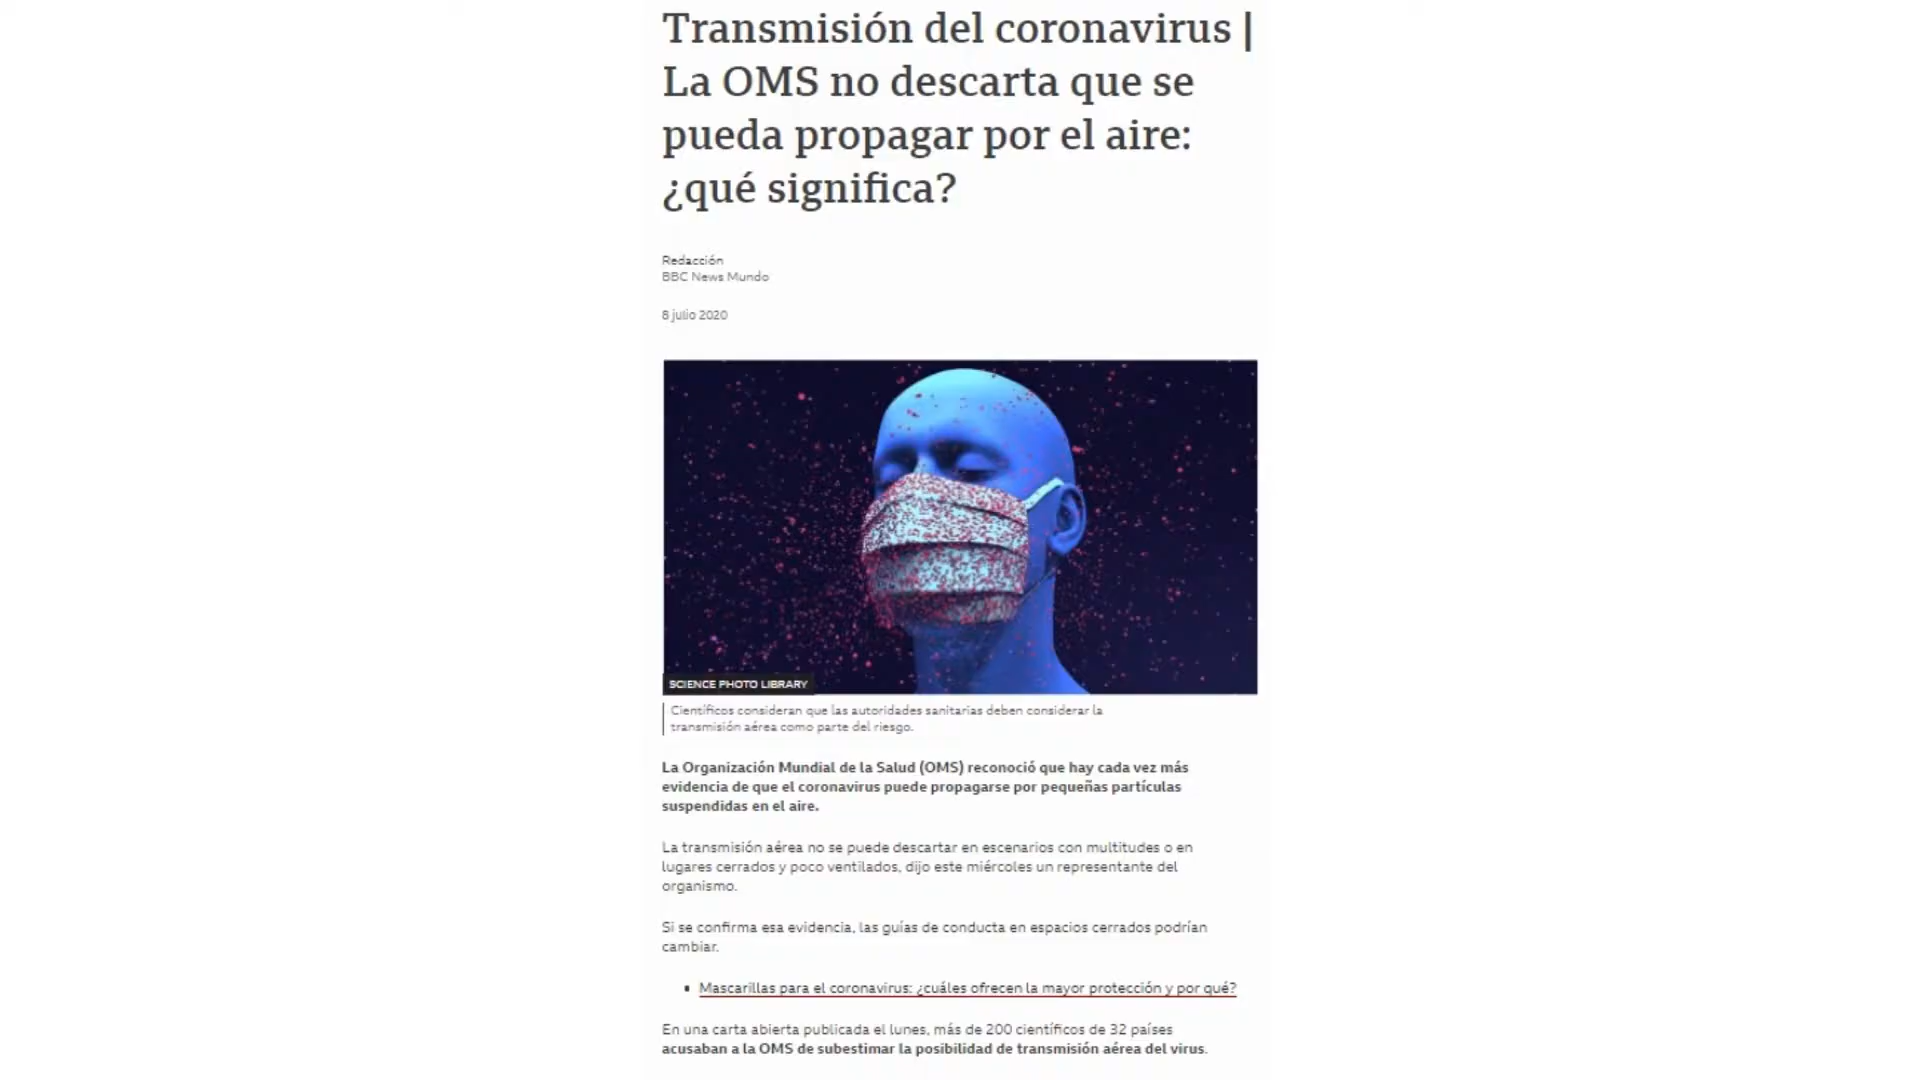 Transmisión del coronavirus |
La OMS no descarta que se
pueda propagar por el aire:
¿qué significa?
Redacción
BBC News Mundo
8 julio 2020
SCIENCE PHOTO LIBRARY
Científicos consideran que las autoridades sanitarias deben considerar la
transmisión aérea como parte del riesgo.
La Organización Mundial de la Salud (OMS) reconoció que hay cada vez más
evidencia de que el coronavirus puede propagarse por pequeñas partículas
suspendidas en el aire.
La transmisión aérea no se puede descartar en escenarios con multitudes o en
lugares cerrados y poco ventilados, dijo este miércoles un representante del
organismo.
Si se confirma esa evidencia, las guías de conducta en espacios cerrados podrían
cambiar.
Mascarillas para el coronavirus: ¿cuáles ofrecen la mayor protección y por qué?
En una carta abierta publicada el lunes, más de 200 científicos de 32 países
acusaban a la OMS de subestimar la posibilidad de transmisión aérea del virus.